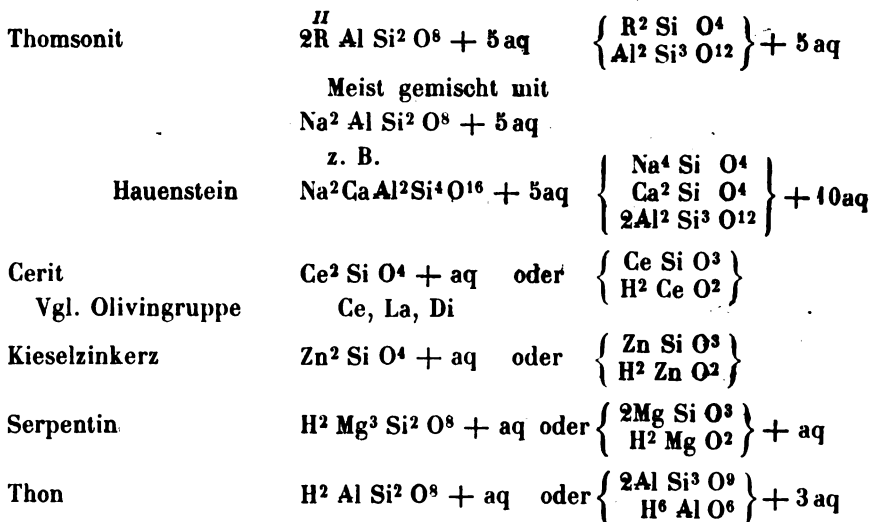 II
Thomsonit 2R Al Si² O⁸ + 5 aq { R² Si O⁴ / Al² Si³ O¹² } + 5 aq
Meist gemischt mit
Na² Al Si² O⁸ + 5 aq
z. B.
Hauenstein Na² Ca Al² Si⁴ O¹⁶ + 5aq { Na⁴ Si O⁴ / Ca² Si O⁴ / 2Al² Si³ O¹² } + 10aq
Cerit Ce² Si O⁴ + aq oder { Ce Si O³ / H² Ce O² }
Vgl. Olivingruppe Ce, La, Di
Kieselzinkerz Zn² Si O⁴ + aq oder { Zn Si O³ / H² Zn O² }
Serpentin H² Mg³ Si² O⁸ + aq oder { 2Mg Si O³ / H² Mg O² } + aq
Thon H² Al Si² O⁸ + aq oder { 2Al Si³ O⁹ / H⁶ Al O⁶ } + 3 aq